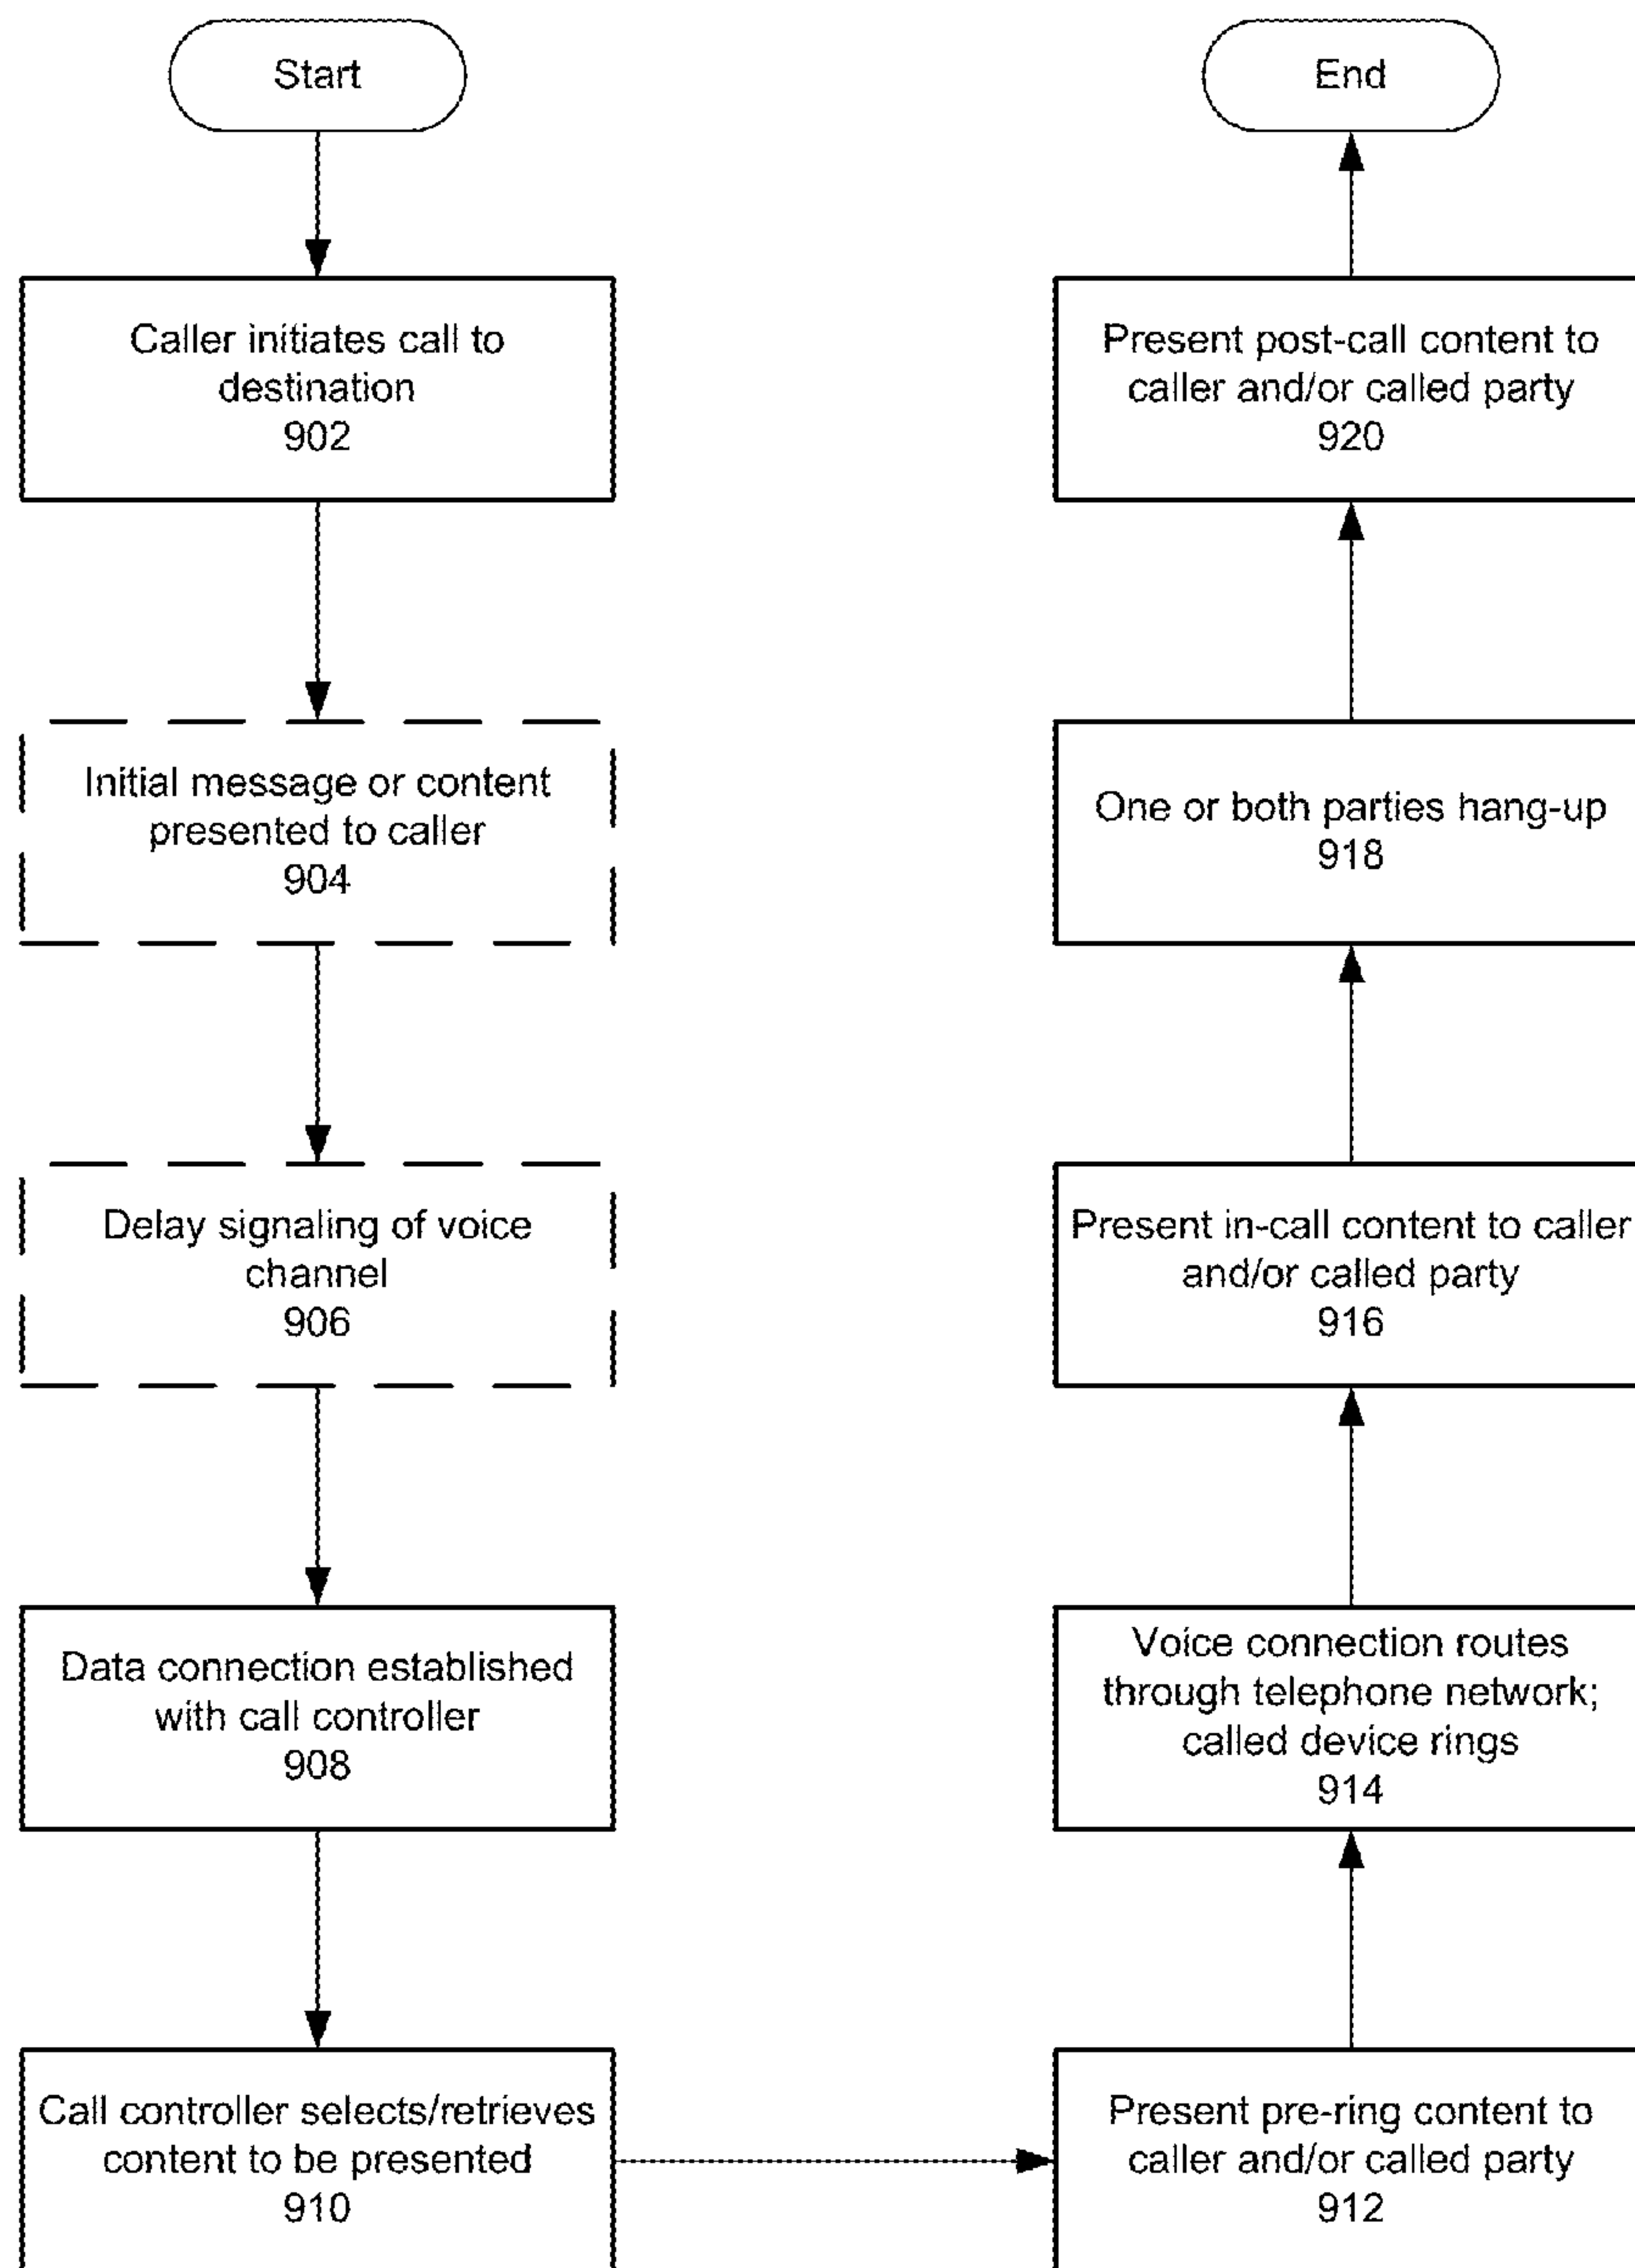 Start
Caller initiates call to
destination
902
Initial message or content
presented to caller
904
Delay signaling of voice
channel
906
Data connection established
with call controller
908
Call controller selects/retrieves
content to be presented
910
Present pre-ring content to
caller and/or called party
912
Voice connection routes
through telephone network;
called device rings
914
Present in-call content to caller
and/or called party
916
One or both parties hang-up
918
Present post-call content to
caller and/or called party
920
End